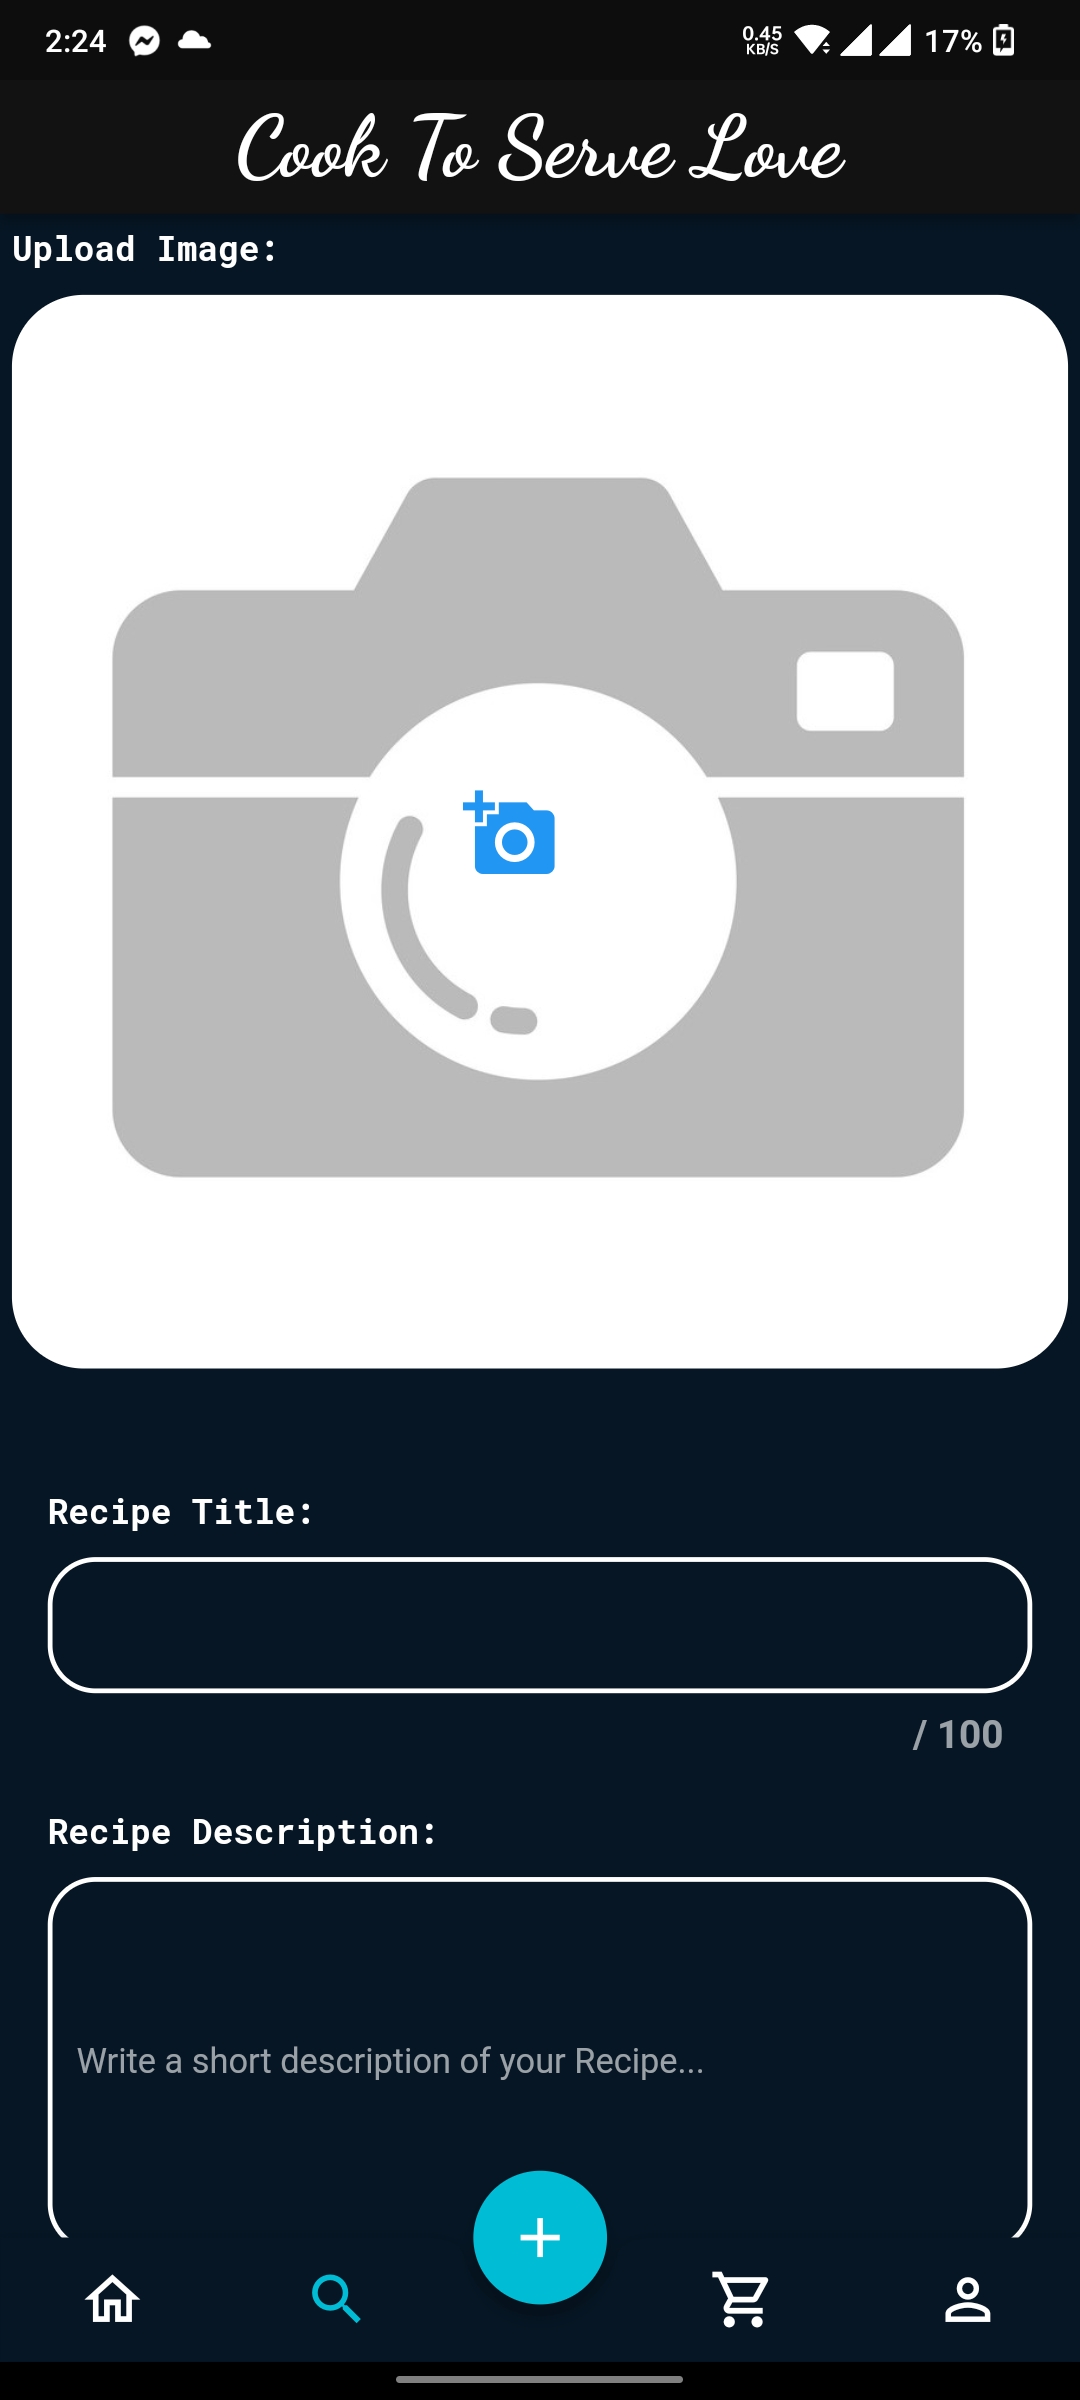 2:24 0.45 KB/S 17%
Cook To Serve Love
Upload Image:
Recipe Title:
/ 100
Recipe Description:
Write a short description of your Recipe...